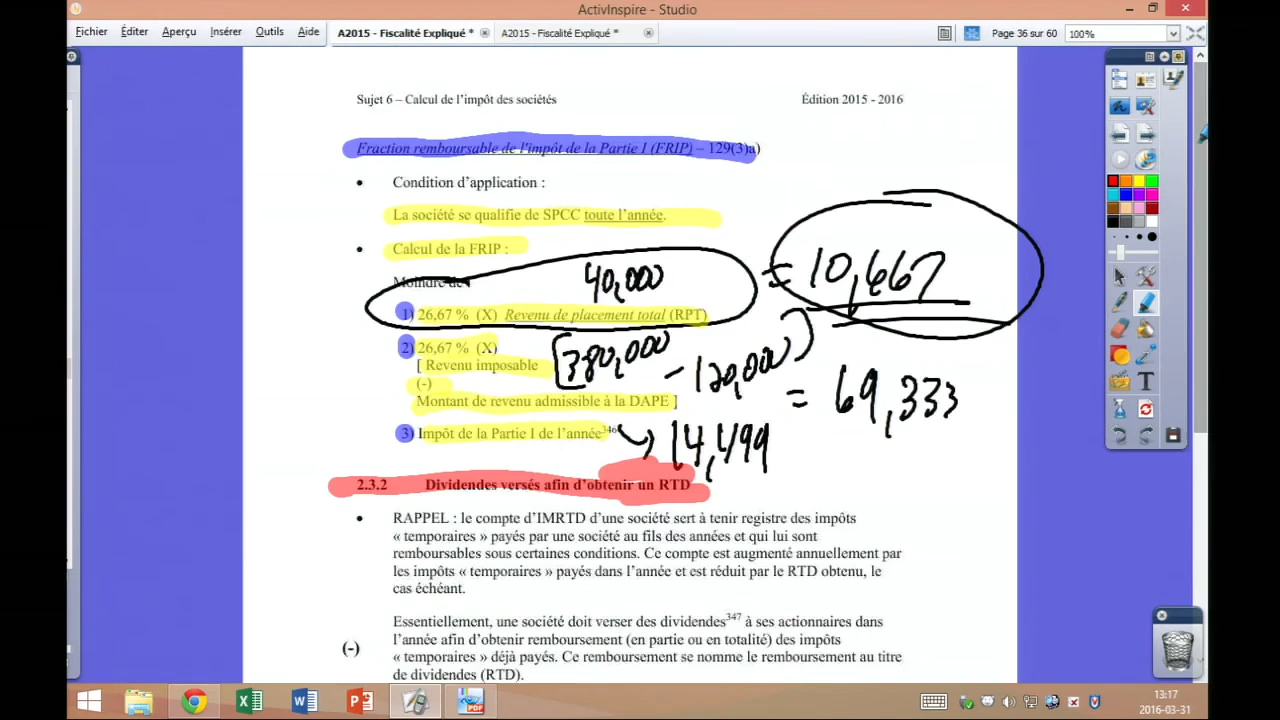 ActivInspire - Studio
Fichier Éditer Aperçu Insérer Outils Aide
A2015 - Fiscalité Expliqué *
A2015 - Fiscalité Expliqué *
Page 36 sur 60
100%
Sujet 6 – Calcul de l'impôt des sociétés
Édition 2015 - 2016
Fraction remboursable de l'impôt de la Partie I (FRIP) – 129(3)a)
• Condition d'application :
La société se qualifie de SPCC toute l'année.
• Calcul de la FRIP :
Moindre de
40,000
= 10,667
1) 26,67 % (X) Revenu de placement total (RPT)
2) 26,67 % (X)
[ Revenu imposable
[380,000 - 120,000)
(-)
= 69,333
Montant de revenu admissible à la DAPE ]
3) Impôt de la Partie I de l'année346
14,499
2.3.2 Dividendes versés afin d'obtenir un RTD
• RAPPEL : le compte d'IMRTD d'une société sert à tenir registre des impôts
« temporaires » payés par une société au fils des années et qui lui sont
remboursables sous certaines conditions. Ce compte est augmenté annuellement par
les impôts « temporaires » payés dans l'année et est réduit par le RTD obtenu, le
cas échéant.
Essentiellement, une société doit verser des dividendes347 à ses actionnaires dans
l'année afin d'obtenir remboursement (en partie ou en totalité) des impôts
(-)
« temporaires » déjà payés. Ce remboursement se nomme le remboursement au titre
de dividendes (RTD).
13:17
2016-03-31